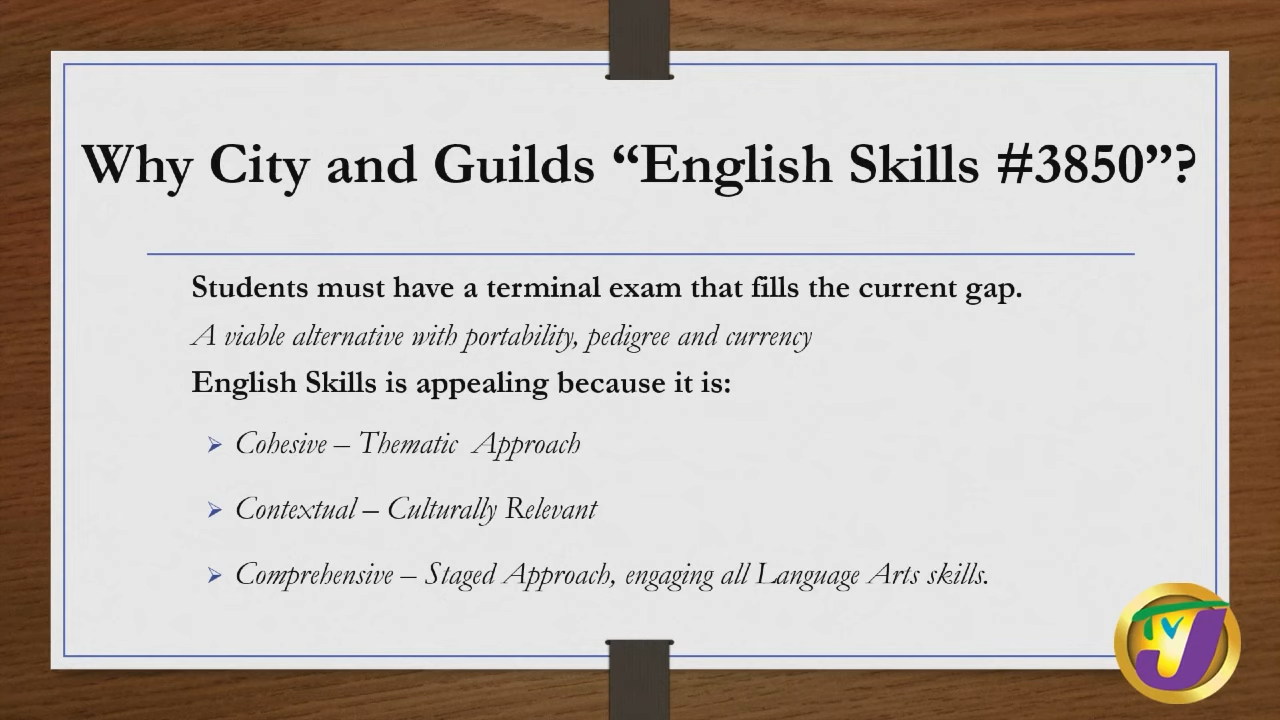 Why City and Guilds “English Skills #3850”?
Students must have a terminal exam that fills the current gap.
A viable alternative with portability, pedigree and currency
English Skills is appealing because it is:
Cohesive – Thematic Approach
Contextual – Culturally Relevant
Comprehensive – Staged Approach, engaging all Language Arts skills.
TVJ